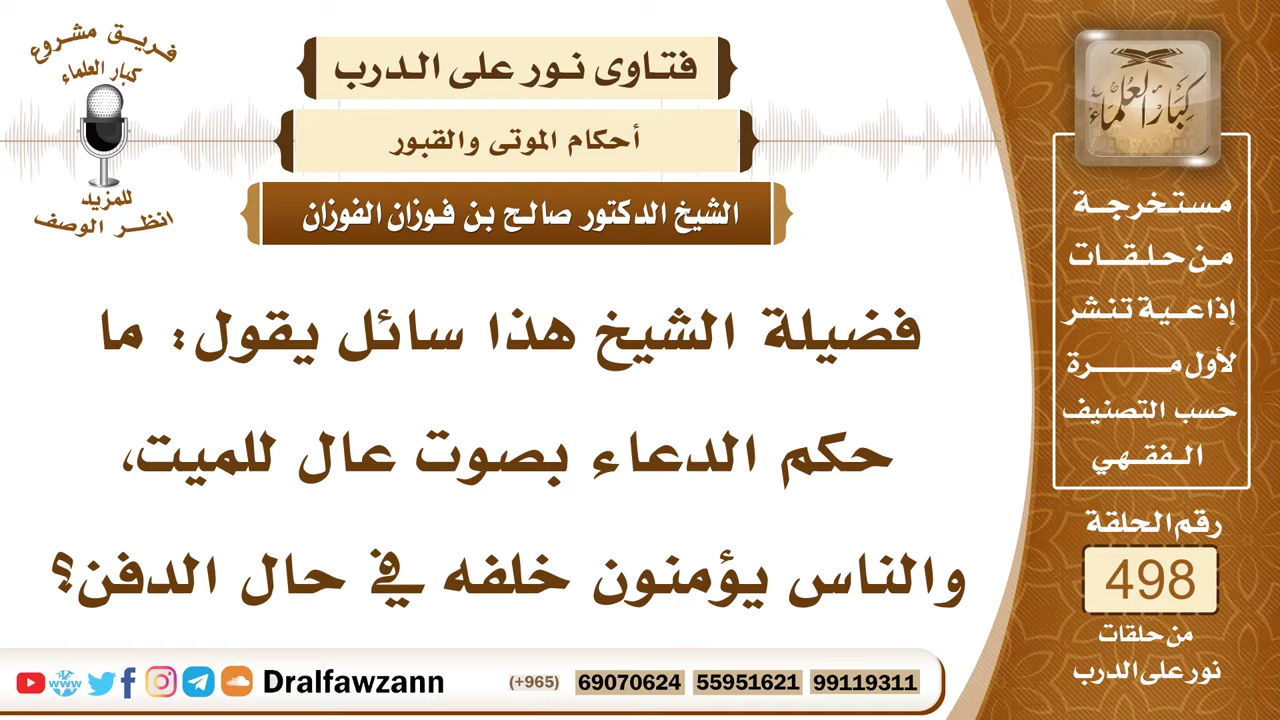 فريق مشروع
كبار العلماء
للمزيد
انظر الوصف
فتاوى نور على الدرب
أحكام الموتى والقبور
الشيخ الدكتور صالح بن فوزان الفوزان
فضيلة الشيخ هذا سائل يقول: ما
حكم الدعاء بصوت عال للميت،
والناس يؤمنون خلفه في حال الدفن؟
كبار العلماء
مستخرجة
من حلقات
إذاعية تنشر
لأول مرة
حسب التصنيف
الفقهي
رقم الحلقة
498
من حلقات
نور على الدرب
www
Dralfawzann
(+965) 69070624 55951621 99119311